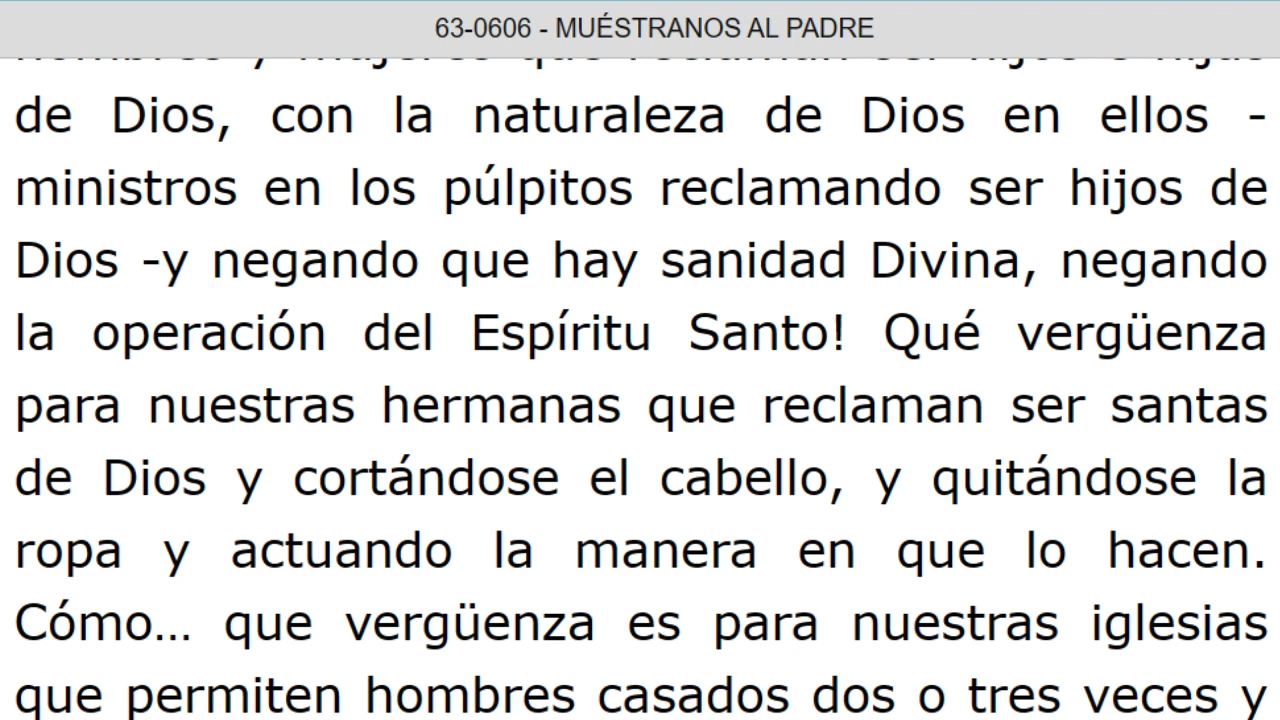 63-0606 - MUÉSTRANOS AL PADRE
de Dios, con la naturaleza de Dios en ellos -
ministros en los púlpitos reclamando ser hijos de
Dios -y negando que hay sanidad Divina, negando
la operación del Espíritu Santo! Qué vergüenza
para nuestras hermanas que reclaman ser santas
de Dios y cortándose el cabello, y quitándose la
ropa y actuando la manera en que lo hacen.
Cómo... que vergüenza es para nuestras iglesias
que permiten hombres casados dos o tres veces y